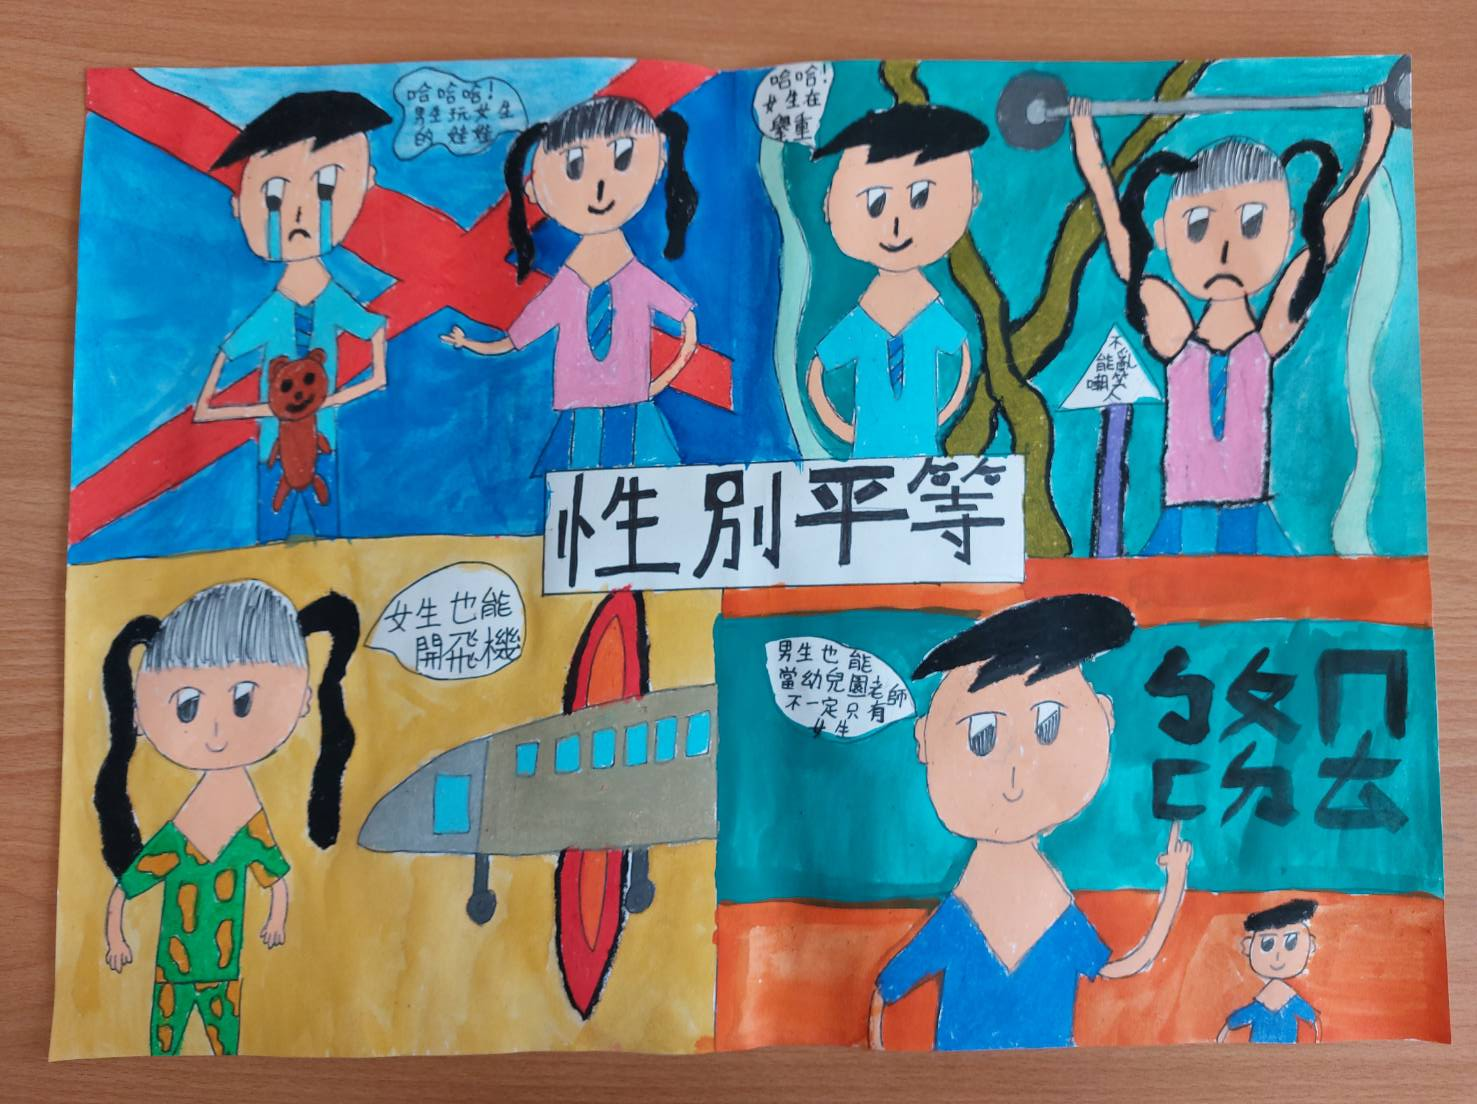 哈哈哈!
男生玩女生
的娃娃
哈哈!
女生在
舉重
不
能亂
嘲笑
人
性別平等
女生也能
開飛機
男生也能
當幼兒園老師
不一定只有
女生
ㄅㄆㄇ
ㄈㄉㄊ